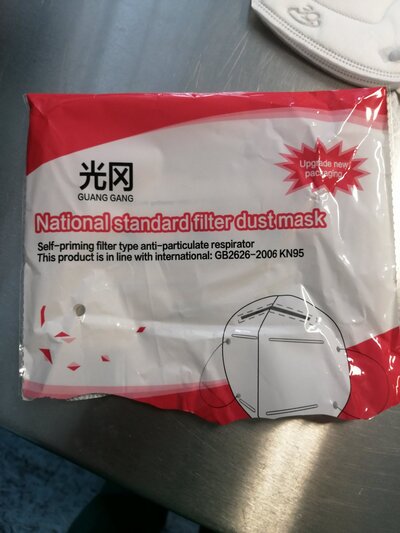 光冈
GUANG GANG
Upgrade new
packaging
National standard filter dust mask
Self-priming filter type anti-particulate respirator
This product is in line with international: GB2626-2006 KN95